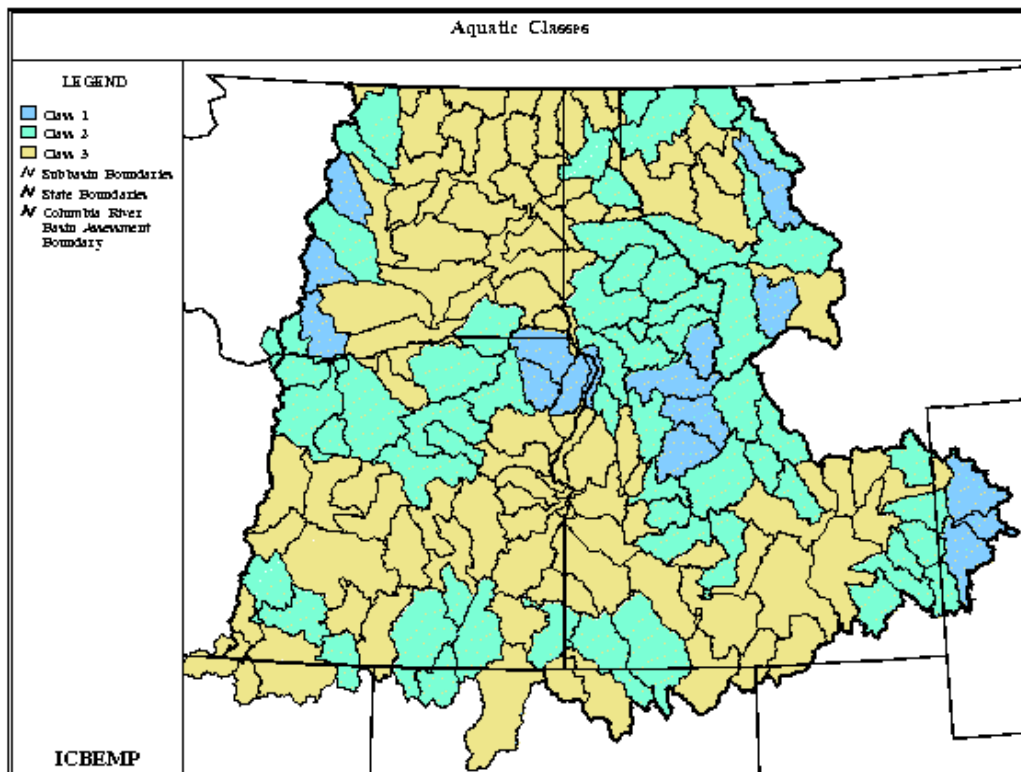 Aquatic Classes
LEGEND
Class 1
Class 2
Class 3
Subbasin Boundaries
State Boundaries
Columbia River
Basin Assessment
Boundary
ICBEMP